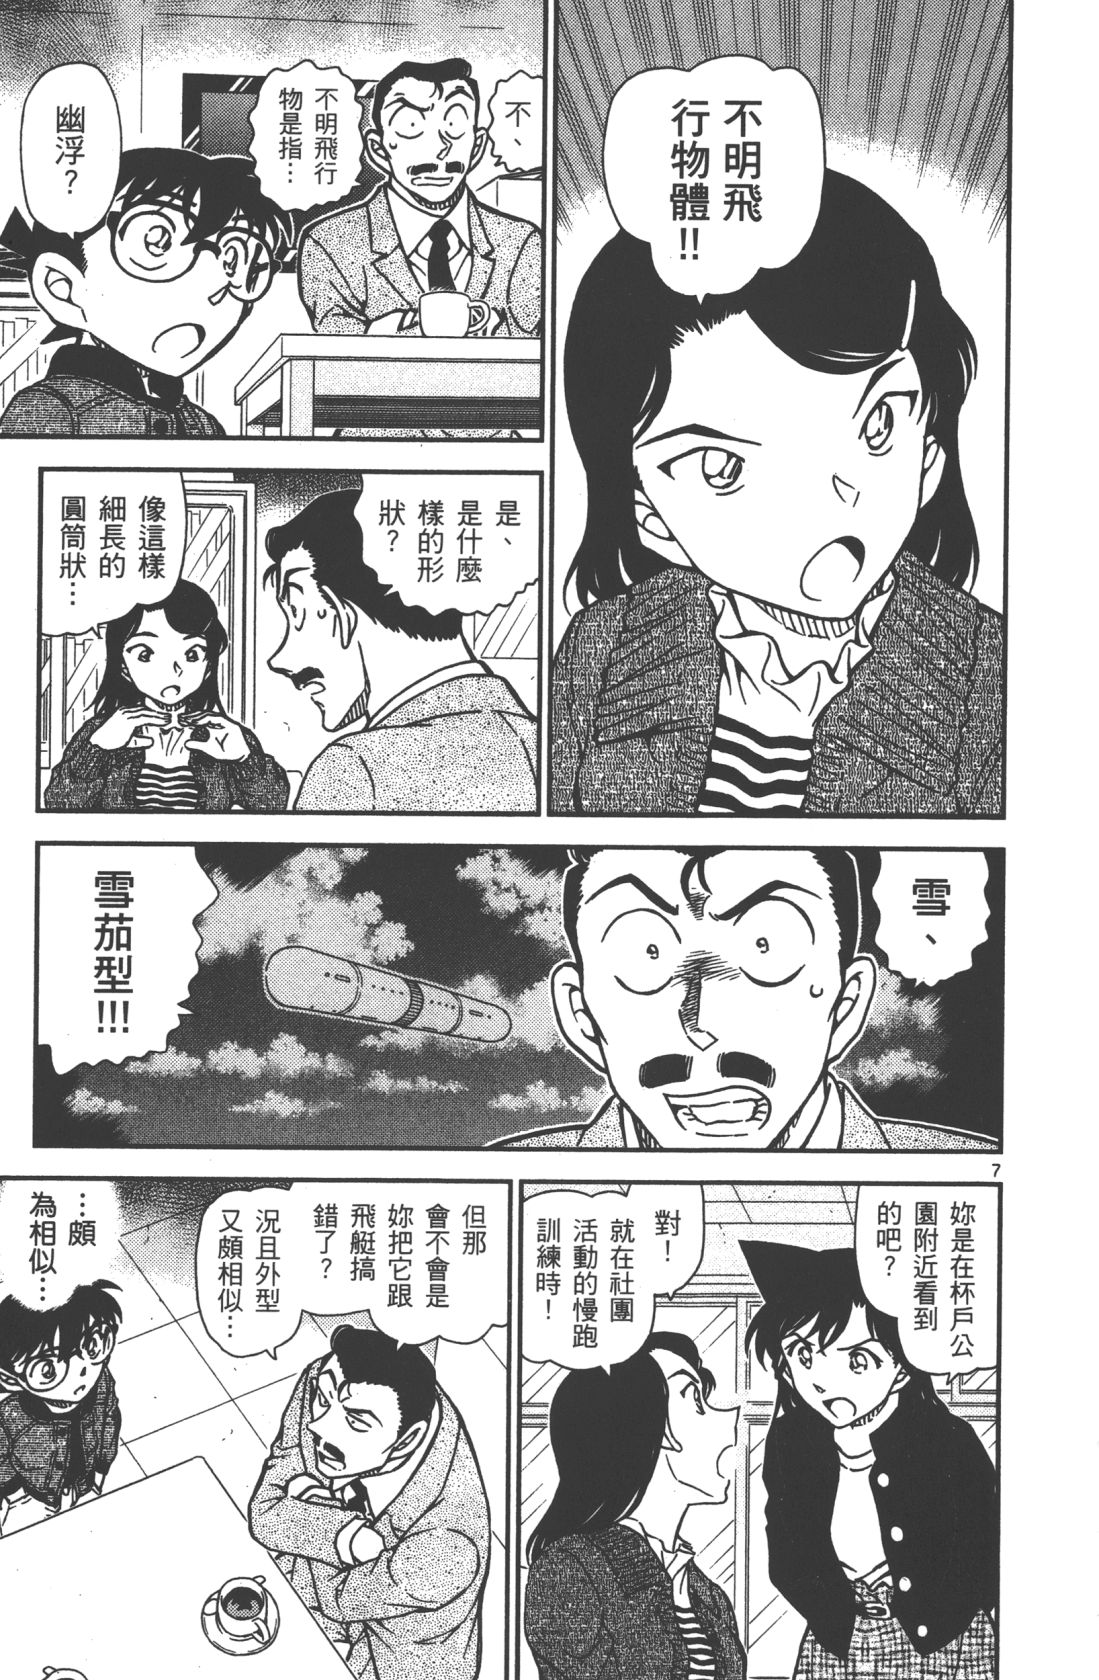 不明飛
行物體!!
不、
不明飛行
物是指…
幽浮？
是、
是什麼
樣的形
狀？
像這樣
細長的
圓筒狀…
雪、
雪茄型!!!
7
妳是在杯戶公
園附近看到
的吧？
對！
就在社團
活動的慢跑
訓練時！
但那
會不會是
妳把它跟
飛艇搞
錯了？
況且外型
又頗相似…
…頗
為相似…